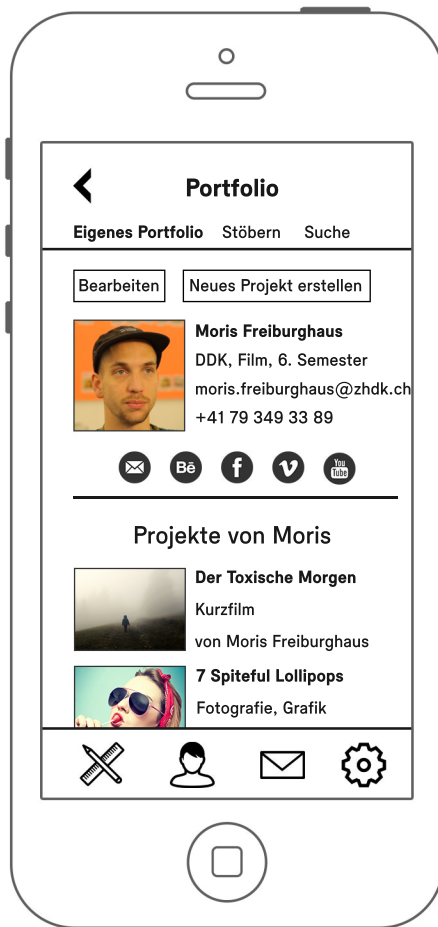 Portfolio
Eigenes Portfolio Stöbern Suche
Bearbeiten Neues Projekt erstellen
Moris Freiburghaus
DDK, Film, 6. Semester
moris.freiburghaus@zhdk.ch
+41 79 349 33 89
Bē f v You Tube
Projekte von Moris
Der Toxische Morgen
Kurzfilm
von Moris Freiburghaus
7 Spiteful Lollipops
Fotografie, Grafik